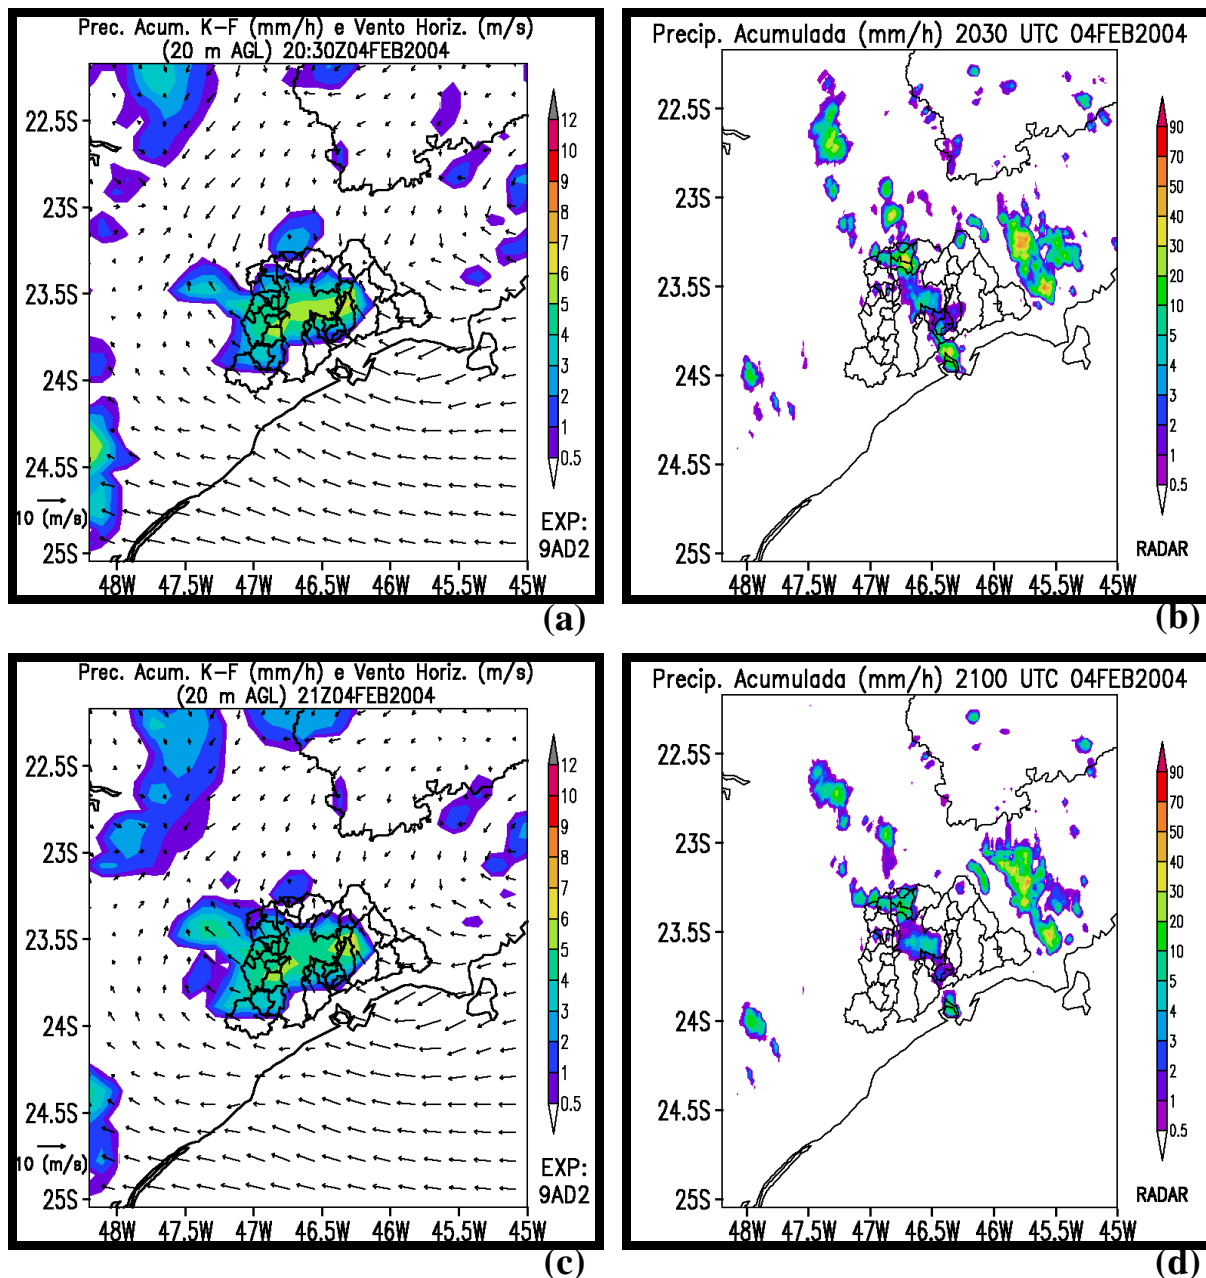 Prec. Acum. K-F (mm/h) e Vento Horiz. (m/s)
(20 m AGL) 20:30Z04FEB2004
22.5S
23S
23.5S
24S
24.5S
25S
48W 47.5W 47W 46.5W 46W 45.5W 45W
12
10
9
8
7
6
5
4
3
2
1
0.5
10 (m/s)
EXP:
9AD2
(a)
Precip. Acumulada (mm/h) 2030 UTC 04FEB2004
22.5S
23S
23.5S
24S
24.5S
25S
48W 47.5W 47W 46.5W 46W 45.5W 45W
90
70
50
40
30
20
10
5
4
3
2
1
0.5
RADAR
(b)
Prec. Acum. K-F (mm/h) e Vento Horiz. (m/s)
(20 m AGL) 21Z04FEB2004
22.5S
23S
23.5S
24S
24.5S
25S
48W 47.5W 47W 46.5W 46W 45.5W 45W
12
10
9
8
7
6
5
4
3
2
1
0.5
10 (m/s)
EXP:
9AD2
(c)
Precip. Acumulada (mm/h) 2100 UTC 04FEB2004
22.5S
23S
23.5S
24S
24.5S
25S
48W 47.5W 47W 46.5W 46W 45.5W 45W
90
70
50
40
30
20
10
5
4
3
2
1
0.5
RADAR
(d)